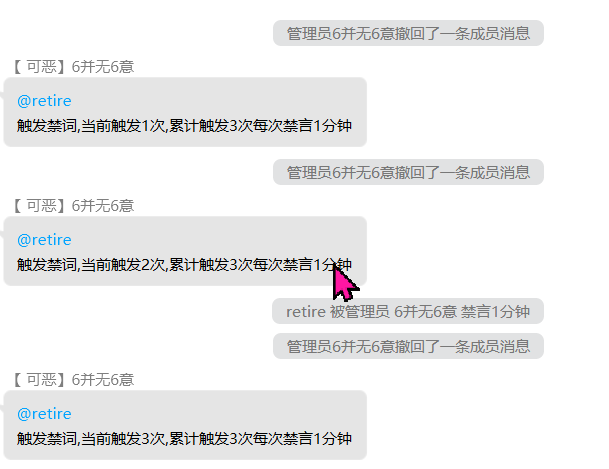 管理员6并无6意撤回了一条成员消息
【 可恶】6并无6意
@retire
触发禁词,当前触发1次,累计触发3次每次禁言1分钟
管理员6并无6意撤回了一条成员消息
【 可恶】6并无6意
@retire
触发禁词,当前触发2次,累计触发3次每次禁言1分钟
retire 被管理员 6并无6意 禁言1分钟
管理员6并无6意撤回了一条成员消息
【 可恶】6并无6意
@retire
触发禁词,当前触发3次,累计触发3次每次禁言1分钟